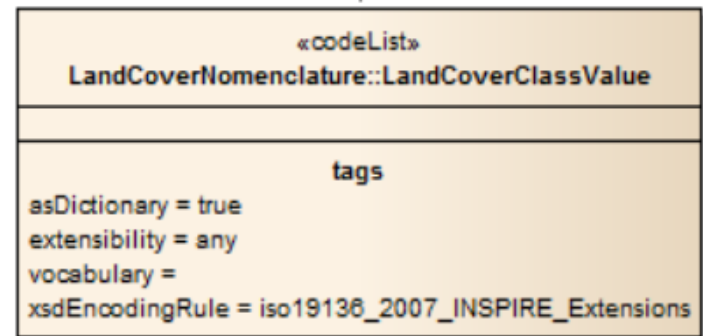 «codeList»
LandCoverNomenclature::LandCoverClassValue
tags
asDictionary = true
extensibility = any
vocabulary =
xsdEncodingRule = iso19136_2007_INSPIRE_Extensions